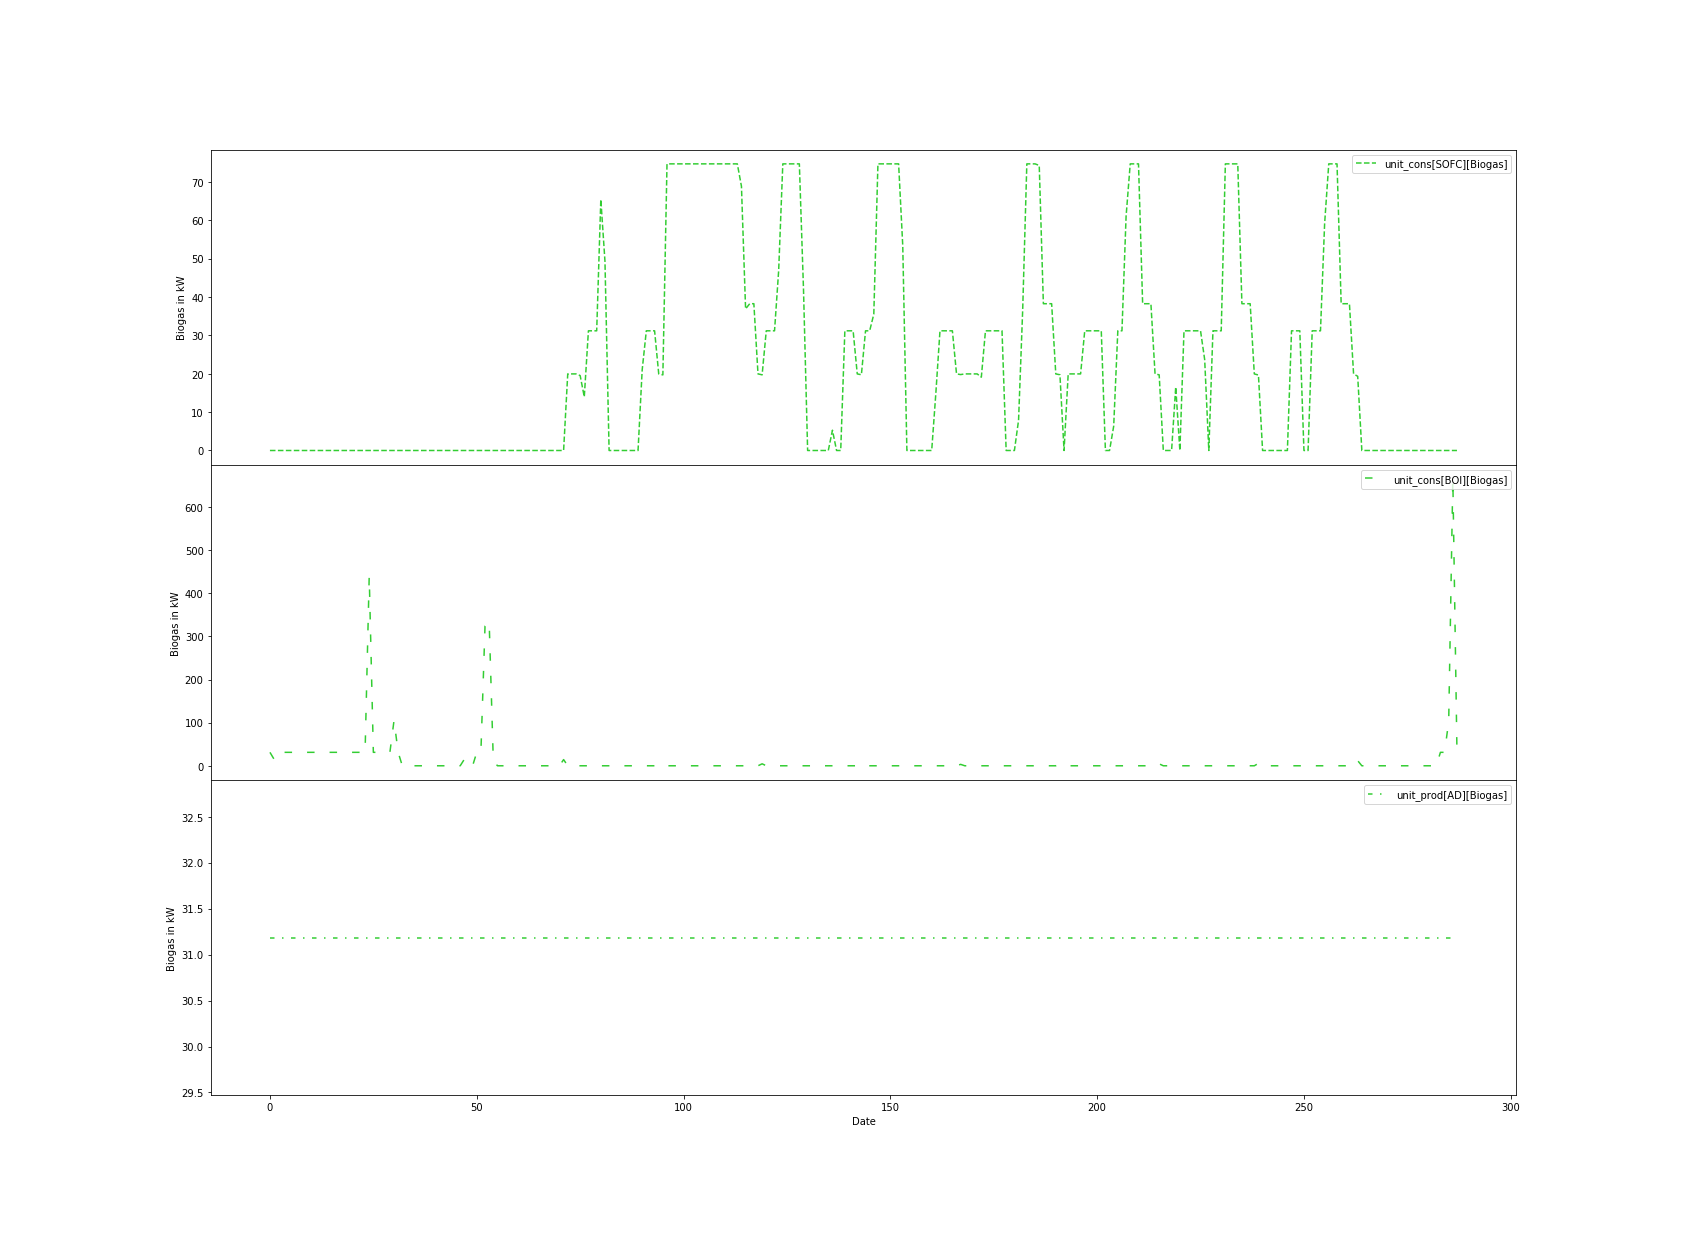 unit_cons[SOFC][Biogas]
70
60
50
40
30
20
10
0
Biogas in kW
unit_cons[BOI][Biogas]
600
500
400
300
200
100
0
Biogas in kW
unit_prod[AD][Biogas]
32.5
32.0
31.5
31.0
30.5
30.0
29.5
Biogas in kW
0 50 100 150 200 250 300
Date